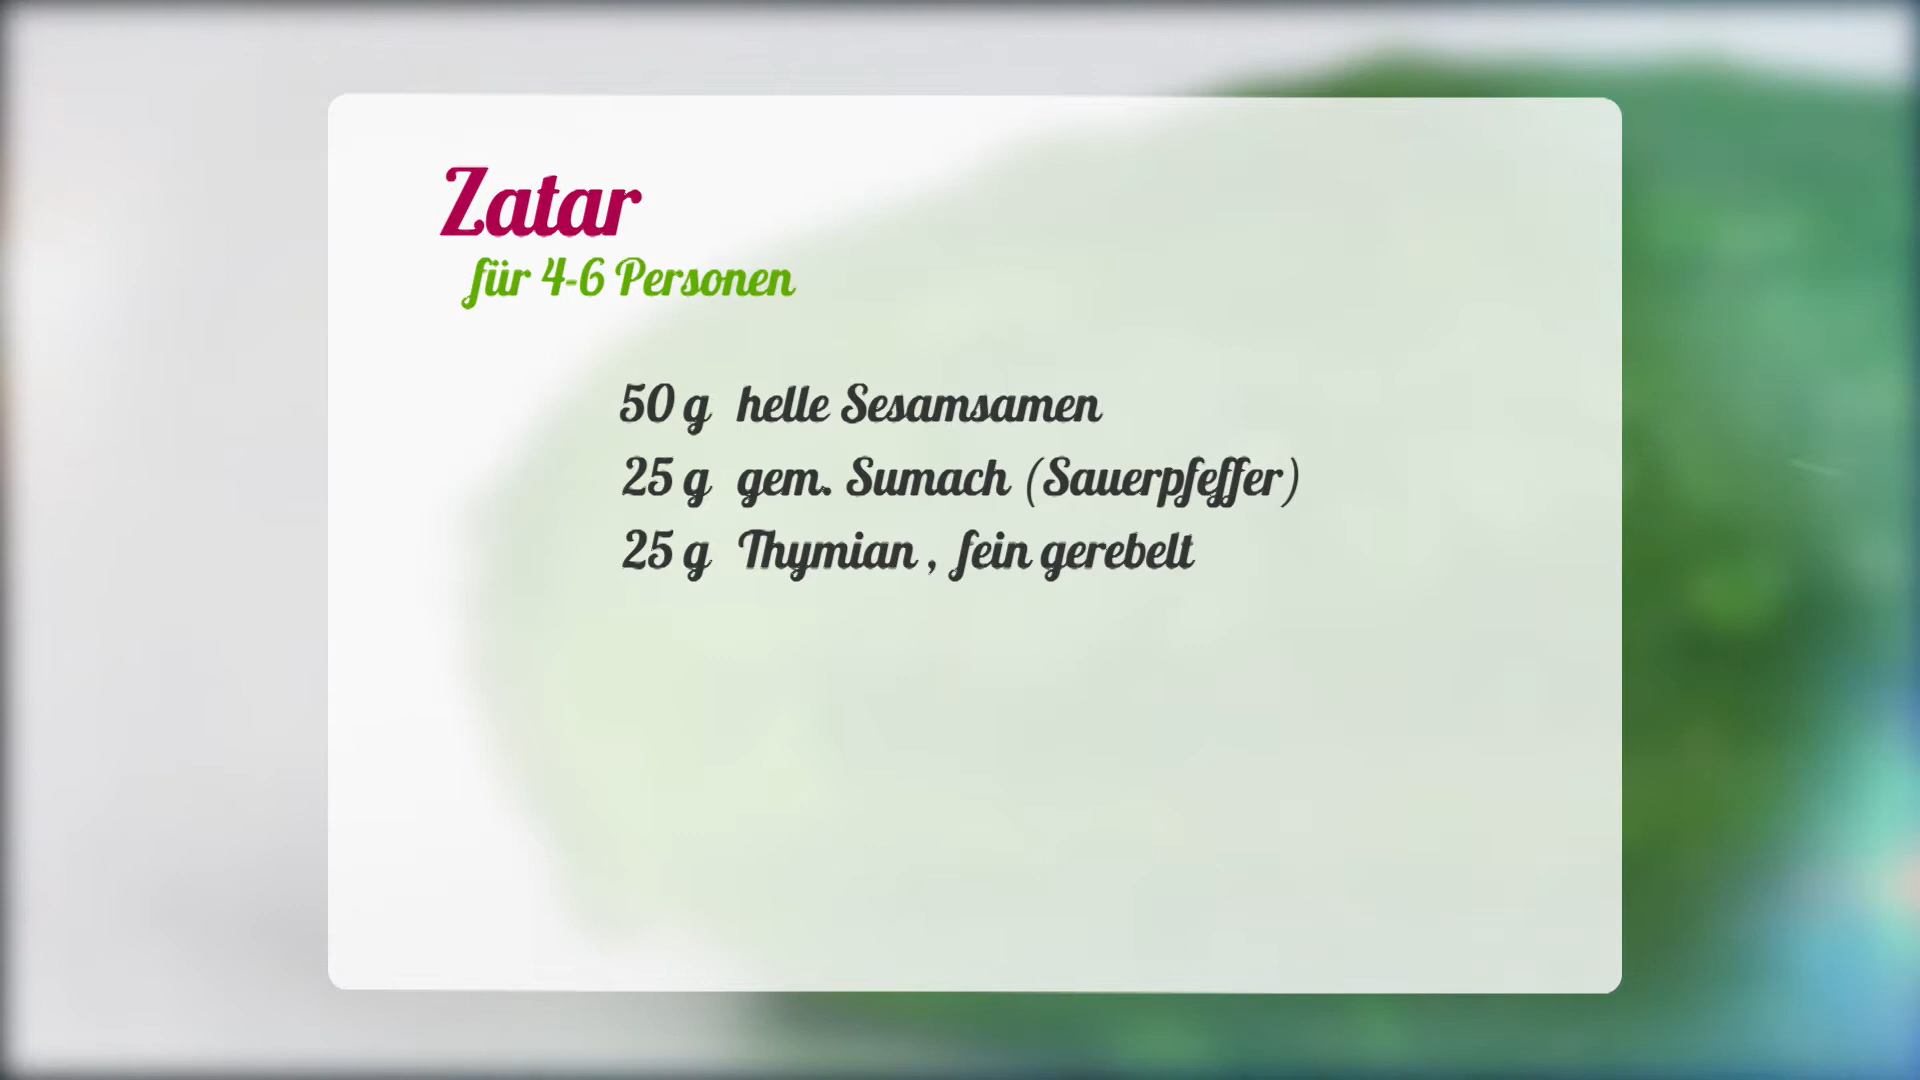 Zatar
für 4-6 Personen
50 g helle Sesamsamen
25 g gem. Sumach (Sauerpfeffer)
25 g Thymian , fein gerebelt